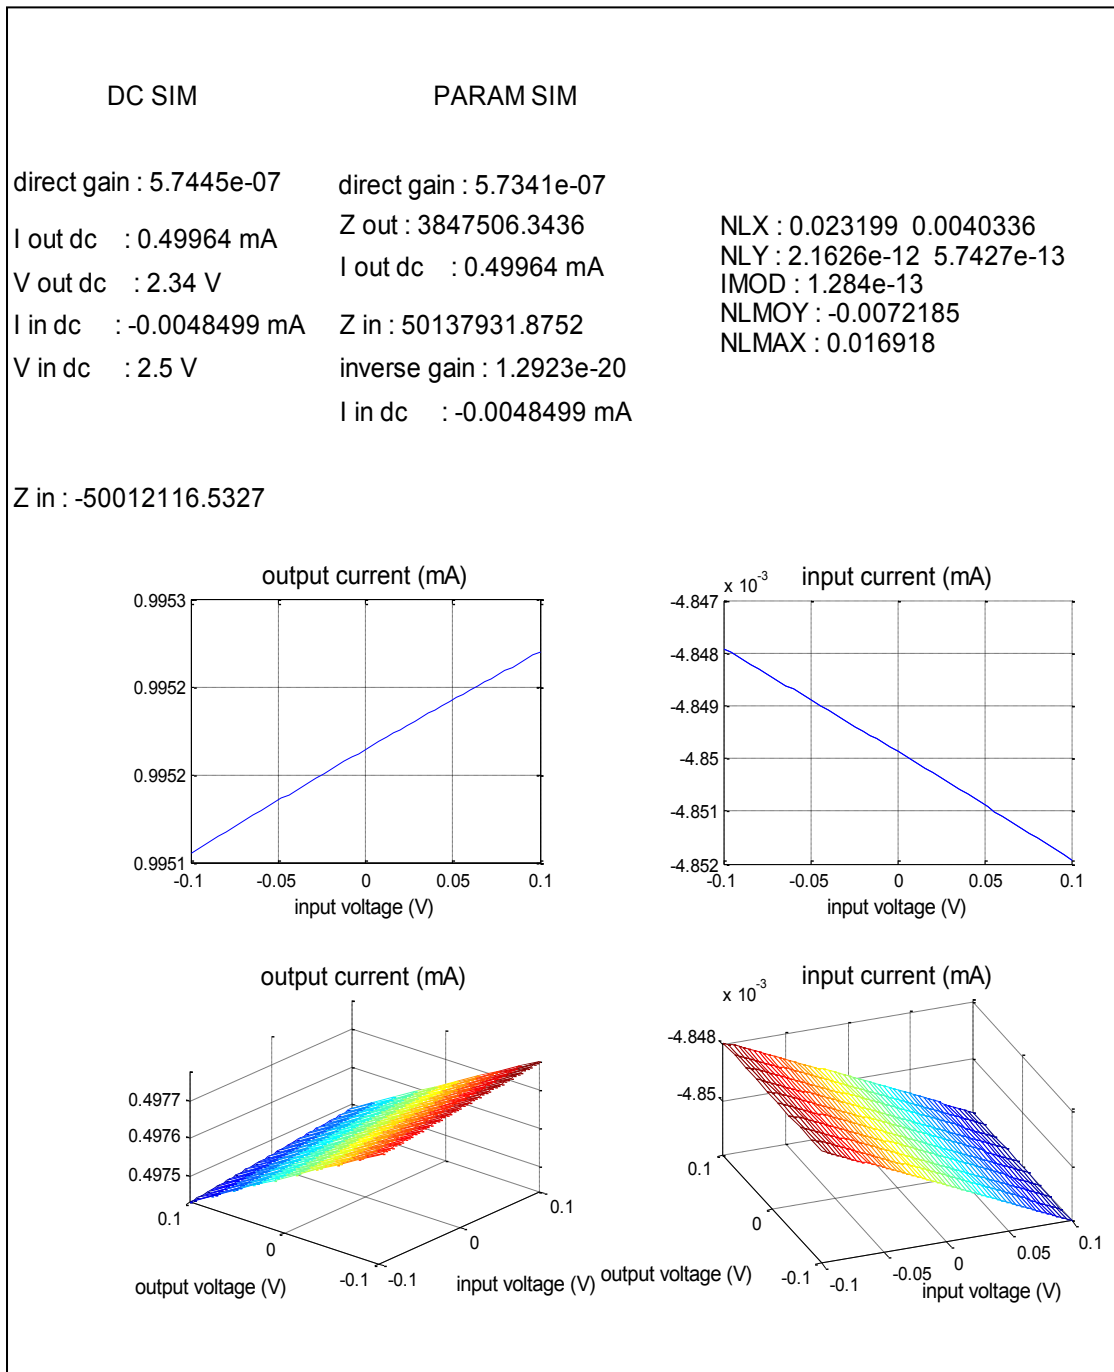 DC SIM
PARAM SIM
direct gain : 5.7445e-07
I out dc : 0.49964 mA
V out dc : 2.34 V
I in dc : -0.0048499 mA
V in dc : 2.5 V
direct gain : 5.7341e-07
Z out : 3847506.3436
I out dc : 0.49964 mA
Z in : 50137931.8752
inverse gain : 1.2923e-20
I in dc : -0.0048499 mA
NLX : 0.023199 0.0040336
NLY : 2.1626e-12 5.7427e-13
IMOD : 1.284e-13
NLMOY : -0.0072185
NLMAX : 0.016918
Z in : -50012116.5327
output current (mA)
0.9953
0.9952
0.9952
0.9951
-0.1 -0.05 0 0.05 0.1
input voltage (V)
x 10^-3 input current (mA)
-4.847
-4.848
-4.849
-4.85
-4.851
-4.852
-0.1 -0.05 0 0.05 0.1
input voltage (V)
output current (mA)
0.4977
0.4976
0.4975
0.1
0
-0.1
output voltage (V)
-0.1
0
0.1
input voltage (V)
input current (mA)
x 10^-3
-4.848
-4.85
0.1
0
-0.1
output voltage (V)
-0.1
-0.05
0
0.05
0.1
input voltage (V)